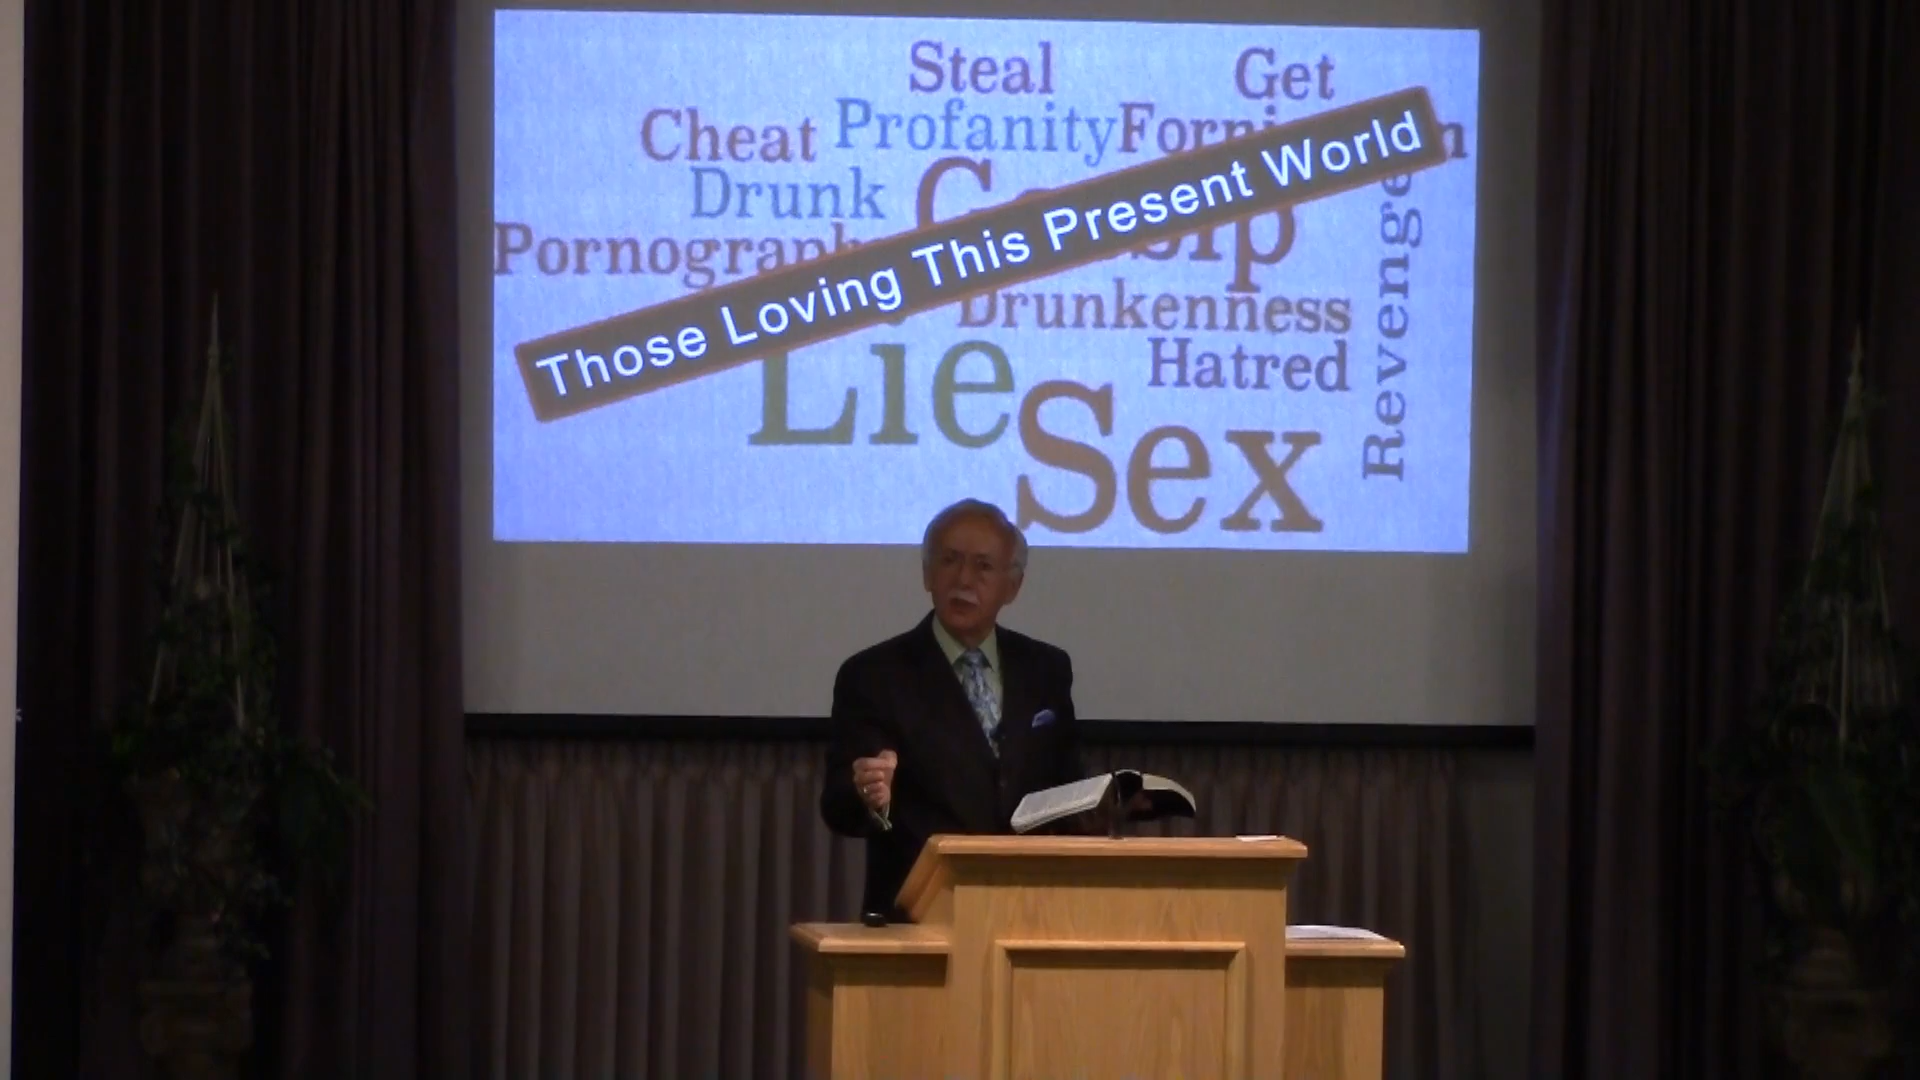 Steal Get
Cheat Profanity
Drunk
Those Loving This Present World
Drunkenness
Hatred
Revenge
Lie
Sex